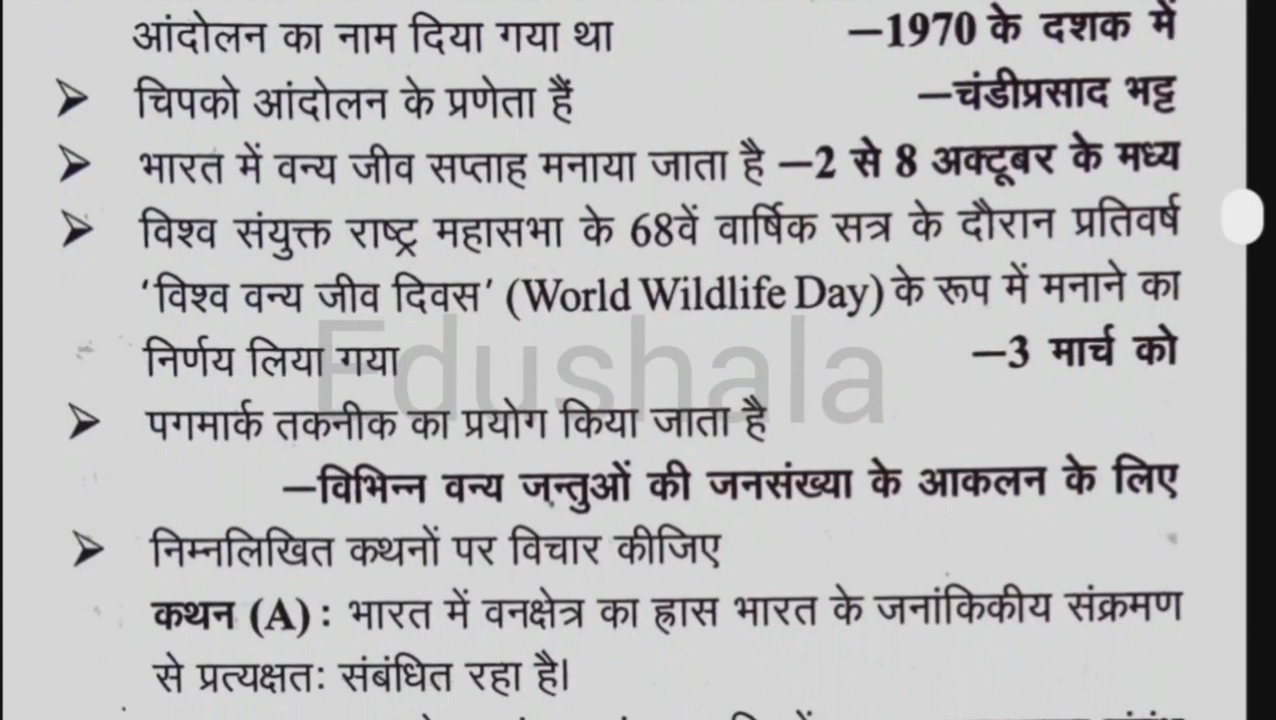 आंदोलन का नाम दिया गया था –1970 के दशक में
➢ चिपको आंदोलन के प्रणेता हैं –चंडीप्रसाद भट्ट
➢ भारत में वन्य जीव सप्ताह मनाया जाता है –2 से 8 अक्टूबर के मध्य
➢ विश्व संयुक्त राष्ट्र महासभा के 68वें वार्षिक सत्र के दौरान प्रतिवर्ष
‘विश्व वन्य जीव दिवस’ (World Wildlife Day) के रूप में मनाने का
निर्णय लिया गया –3 मार्च को
Edushala
➢ पगमार्क तकनीक का प्रयोग किया जाता है
–विभिन्न वन्य जन्तुओं की जनसंख्या के आकलन के लिए
➢ निम्नलिखित कथनों पर विचार कीजिए
कथन (A) : भारत में वनक्षेत्र का ह्रास भारत के जनांकिकीय संक्रमण
से प्रत्यक्षतः संबंधित रहा है।